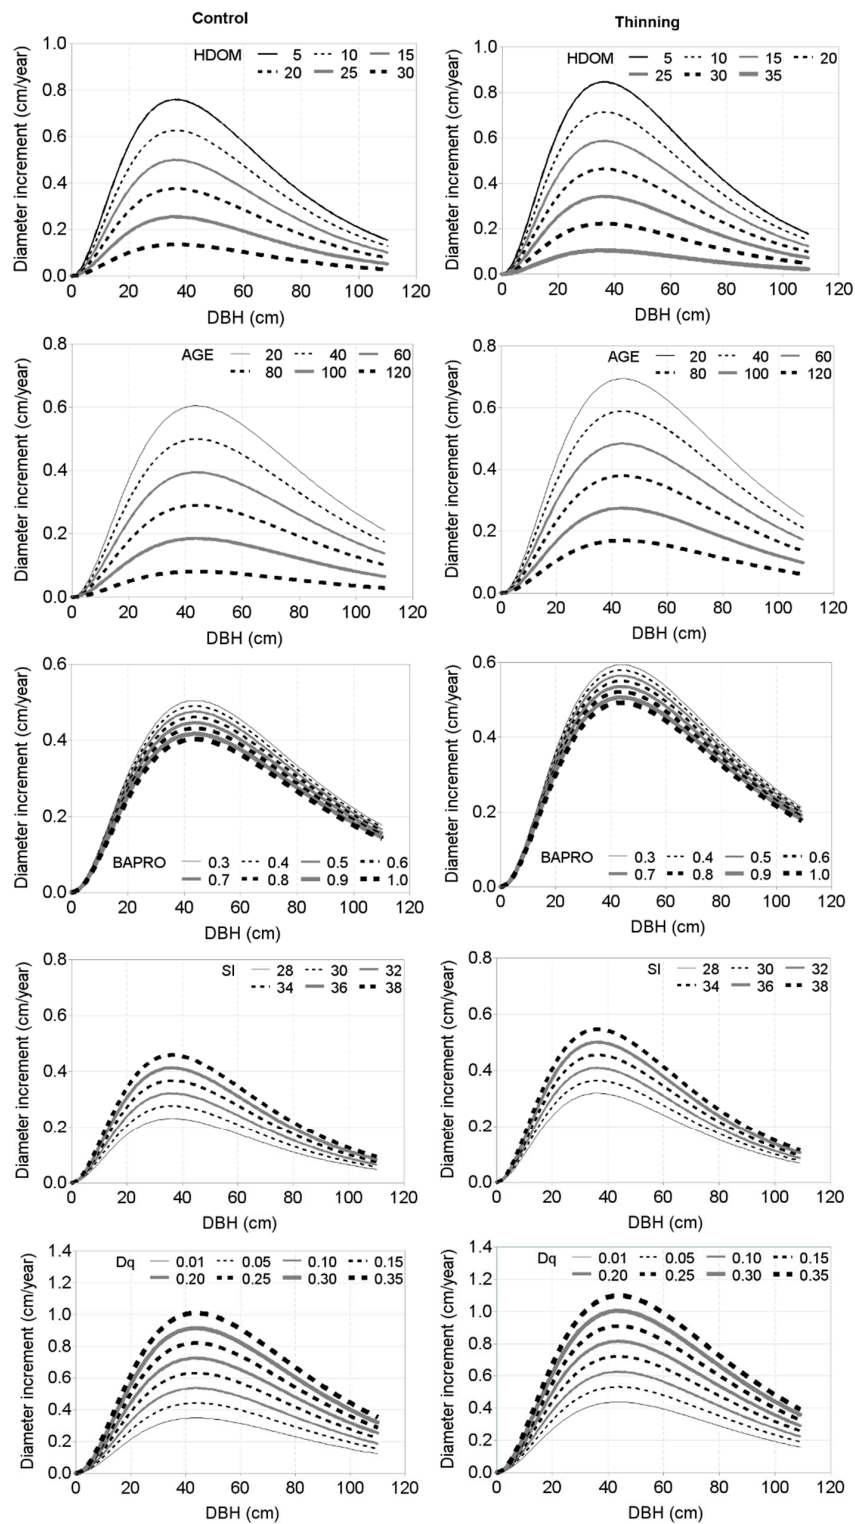 Control
Thinning
Diameter increment (cm/year)
1.0
0.8
0.6
0.4
0.2
0.0
HDOM 5 10 15
20 25 30
0 20 40 60 80 100 120
DBH (cm)
Diameter increment (cm/year)
1.0
0.8
0.6
0.4
0.2
0.0
HDOM 5 10 15 20
25 30 35
0 20 40 60 80 100 120
DBH (cm)
Diameter increment (cm/year)
0.8
0.6
0.4
0.2
0.0
AGE 20 40 60
80 100 120
0 20 40 60 80 100 120
DBH (cm)
Diameter increment (cm/year)
0.8
0.6
0.4
0.2
0.0
AGE 20 40 60
80 100 120
0 20 40 60 80 100 120
DBH (cm)
Diameter increment (cm/year)
0.6
0.4
0.2
0.0
BAPRO 0.3 0.4 0.5 0.6
0.7 0.8 0.9 1.0
0 20 40 60 80 100 120
DBH (cm)
Diameter increment (cm/year)
0.6
0.4
0.2
0.0
BAPRO 0.3 0.4 0.5 0.6
0.7 0.8 0.9 1.0
0 20 40 60 80 100 120
DBH (cm)
Diameter increment (cm/year)
0.8
0.6
0.4
0.2
0.0
SI 28 30 32
34 36 38
0 20 40 60 80 100 120
DBH (cm)
Diameter increment (cm/year)
0.8
0.6
0.4
0.2
0.0
SI 28 30 32
34 36 38
0 20 40 60 80 100 120
DBH (cm)
Diameter increment (cm/year)
1.4
1.2
1.0
0.8
0.6
0.4
0.2
0.0
Dq 0.01 0.05 0.10 0.15
0.20 0.25 0.30 0.35
0 20 40 60 80 100 120
DBH (cm)
Diameter increment (cm/year)
1.4
1.2
1.0
0.8
0.6
0.4
0.2
0.0
Dq 0.01 0.05 0.10 0.15
0.20 0.25 0.30 0.35
0 20 40 60 80 100 120
DBH (cm)